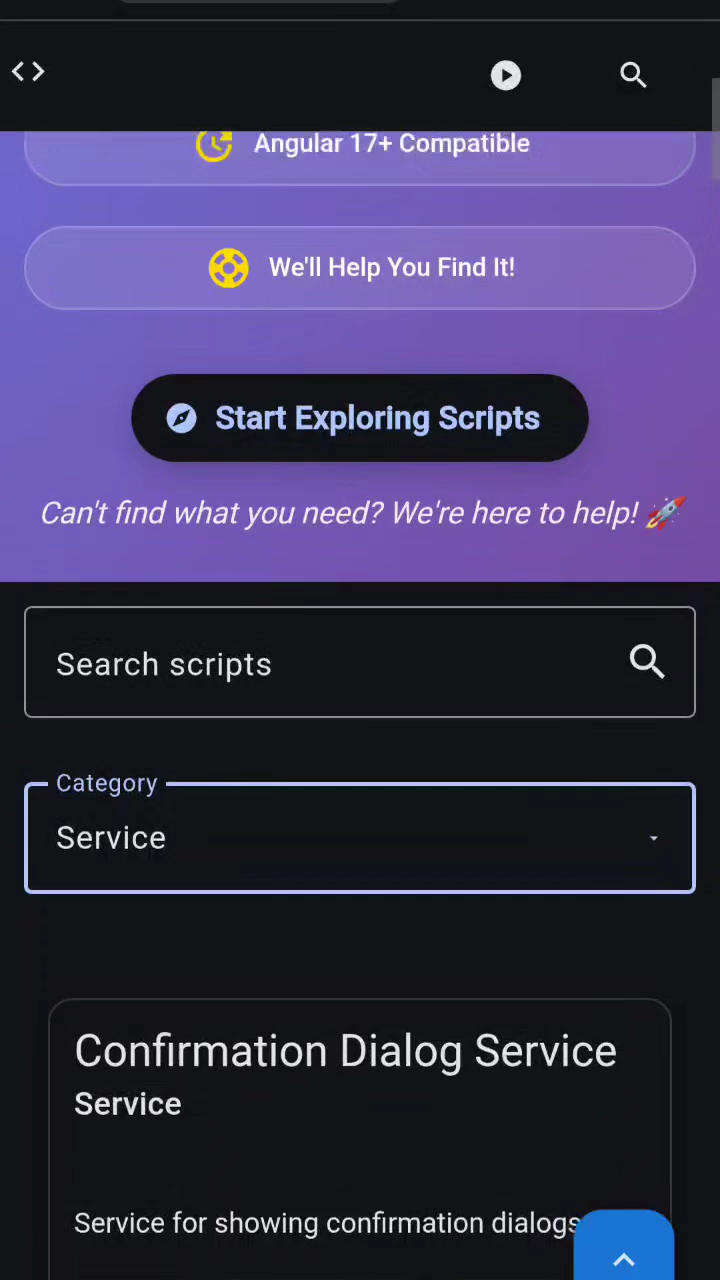 Angular 17+ Compatible
We'll Help You Find It!
Start Exploring Scripts
Can't find what you need? We're here to help! 🚀
Search scripts
Category
Service
Confirmation Dialog Service
Service
Service for showing confirmation dialogs